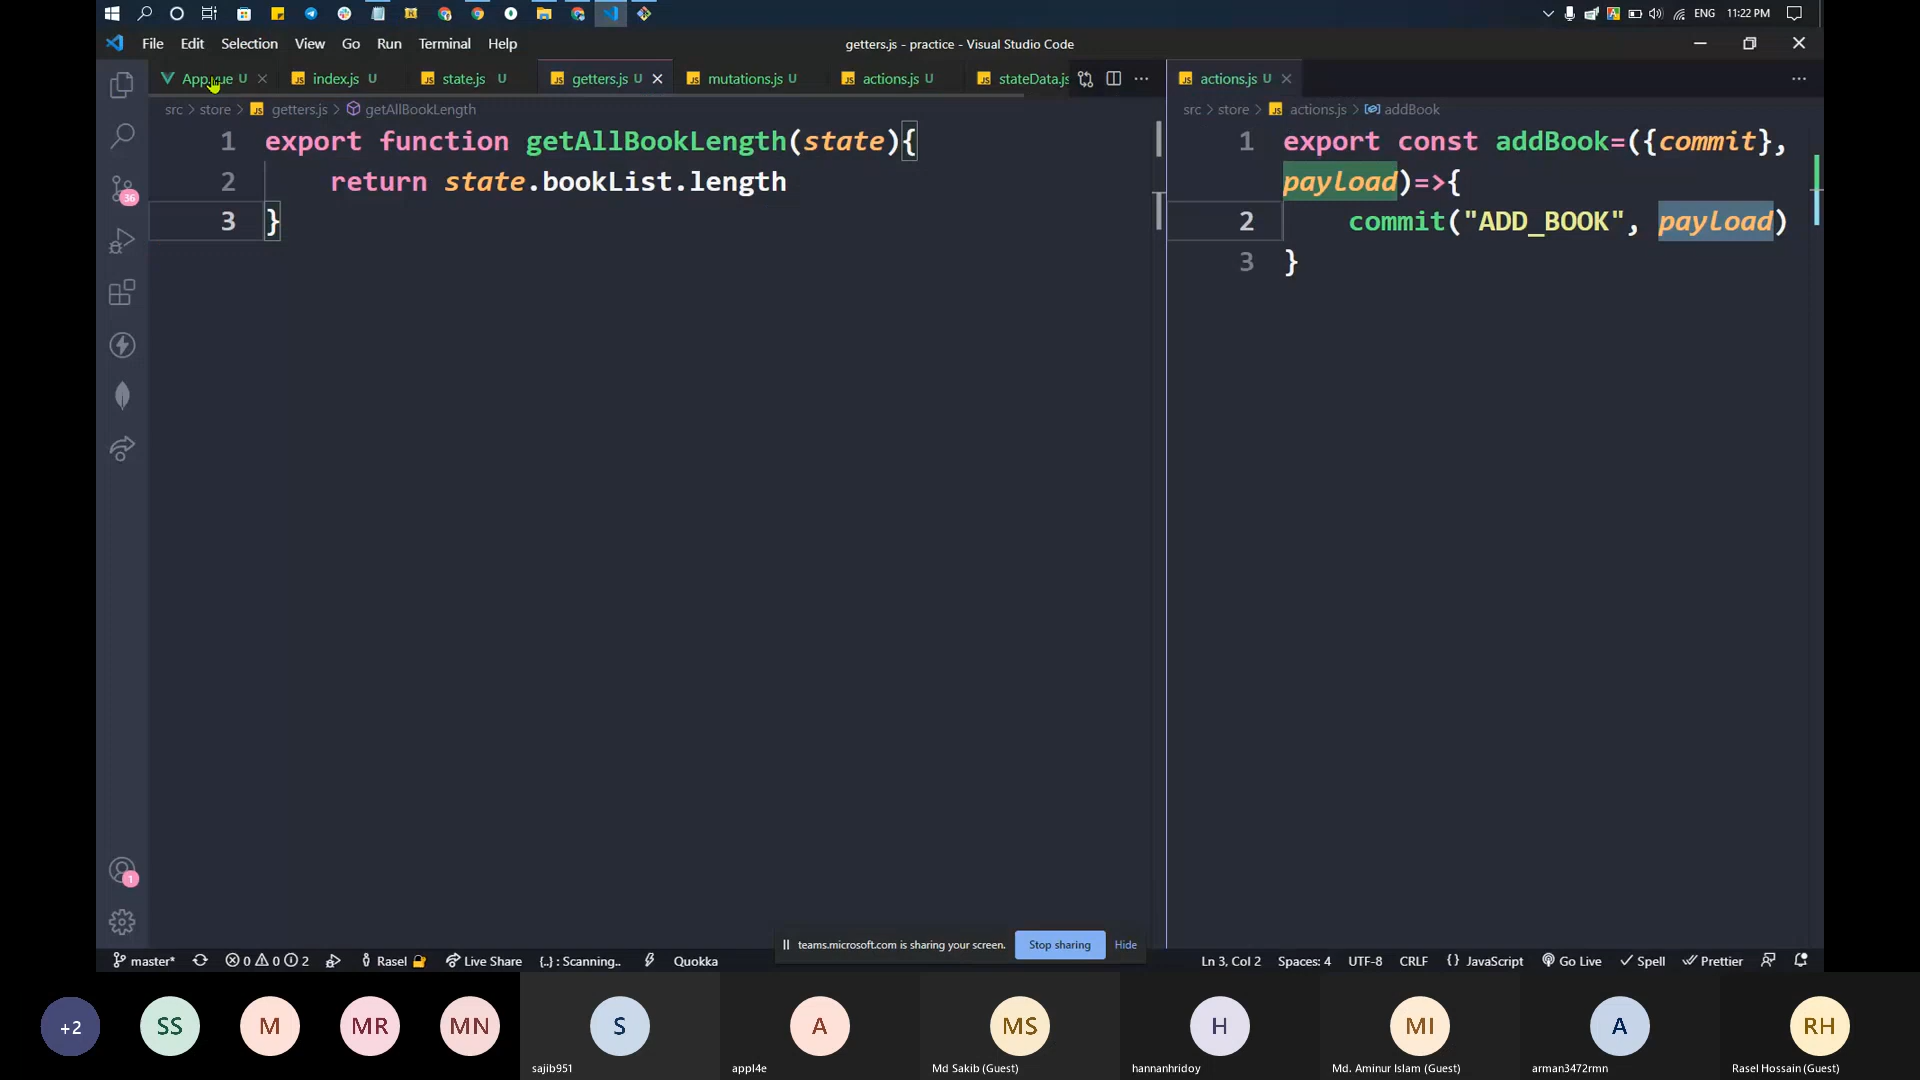 ENG 11:22 PM
File Edit Selection View Go Run Terminal Help
getters.js - practice - Visual Studio Code
App.vue U
index.js U
state.js U
getters.js U
mutations.js U
actions.js U
stateData.js
src > store > getters.js > getAllBookLength
1 export function getAllBookLength(state){
2 return state.bookList.length
3 }
actions.js U
src > store > actions.js > addBook
1 export const addBook=({commit},
payload)=>{
2 commit("ADD_BOOK", payload)
3 }
36
1
teams.microsoft.com is sharing your screen. Stop sharing Hide
master* 0 0 2 Rasel Live Share {..} : Scanning.. Quokka
Ln 3, Col 2 Spaces: 4 UTF-8 CRLF {} JavaScript Go Live Spell Prettier
+2 SS M MR MN S A MS H MI A RH
sajib951 appl4e Md Sakib (Guest) hannanhridoy Md. Aminur Islam (Guest) arman3472rmn Rasel Hossain (Guest)